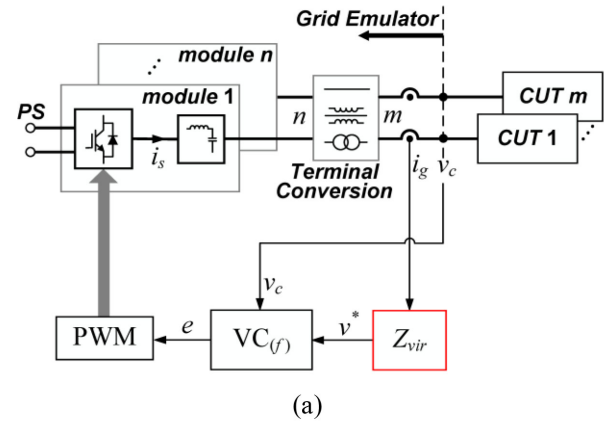 Grid Emulator
module n
⋮
module 1
PS
i_s
n
m
Terminal
Conversion
CUT m
CUT 1
⋮
i_g
v_c
v_c
PWM
e
VC_(f)
v*
Z_vir
(a)